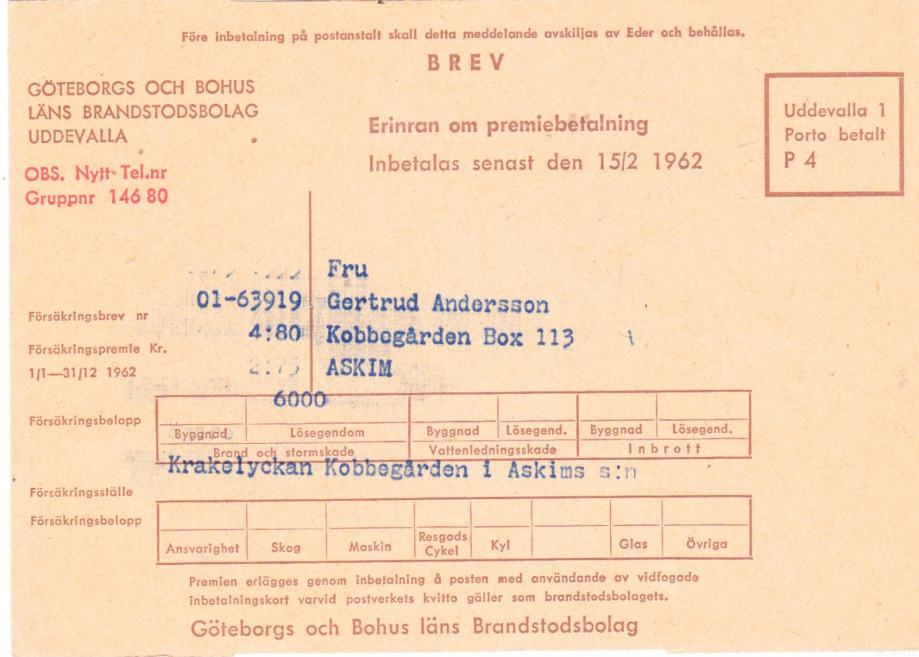 Före inbetalning på postanstalt skall detta meddelande avskiljas av Eder och behållas.
BREV
GÖTEBORGS OCH BOHUS
LÄNS BRANDSTODSBOLAG
UDDEVALLA
OBS. Nytt Tel.nr
Gruppnr 146 80
Erinran om premiebetalning
Inbetalas senast den 15/2 1962
Uddevalla 1
Porto betalt
P 4
Fru
01-63919 Gertrud Andersson
Försäkringsbrev nr
4:80 Kobbegården Box 113
Försäkringspremie Kr.
2:75 ASKIM
1/1—31/12 1962
6000
Försäkringsbelopp
Byggnad. Lösegendom Byggnad Lösegend. Byggnad Lösegend.
Brand och stormskade Vattenledningsskade Inbrott
Krakelyckan Kobbegården i Askims s:n
Försäkringsställe
Försäkringsbelopp
Ansvarighet Skog Maskin Resgods Cykel Kyl Glas Övriga
Premien erlägges genom inbetalning å posten med användande av vidfogade
inbetalningskort varvid postverkets kvitto gäller som brandstodsbolagets.
Göteborgs och Bohus läns Brandstodsbolag